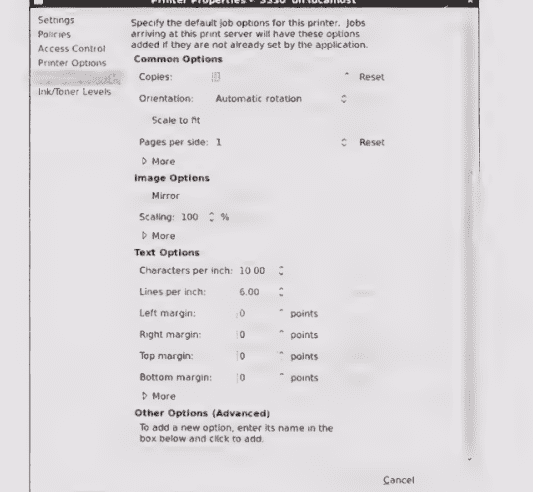 Printer Properties - '3330' on localhost
Settings
Policies
Access Control
Printer Options
Ink/Toner Levels
Specify the default job options for this printer. Jobs
arriving at this print server will have these options
added if they are not already set by the application.
Common Options
Copies: Reset
Orientation: Automatic rotation
Scale to fit
Pages per side: 1 Reset
More
Image Options
Mirror
Scaling: 100 %
More
Text Options
Characters per inch: 10.00
Lines per inch: 6.00
Left margin: 0 points
Right margin: 0 points
Top margin: 0 points
Bottom margin: 0 points
More
Other Options (Advanced)
To add a new option, enter its name in the
box below and click to add.
Cancel